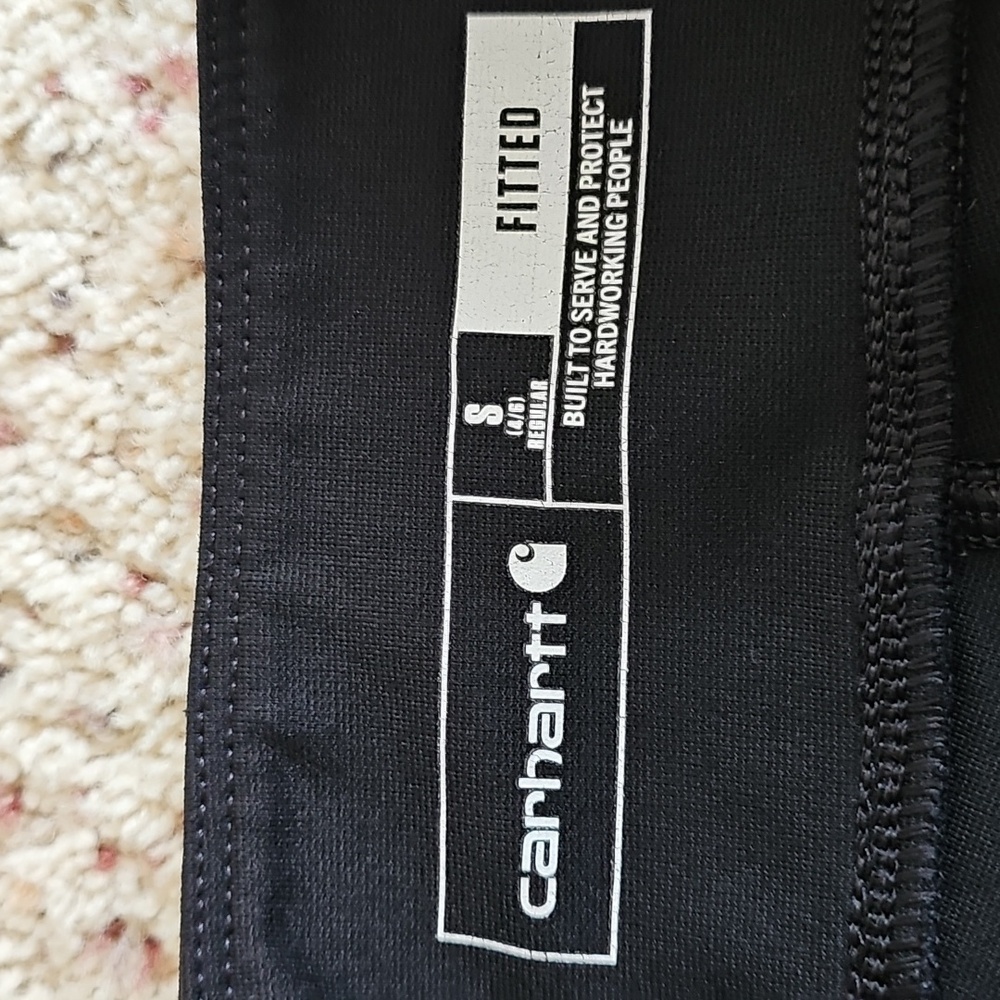 carhartt
S
(4/6)
REGULAR
FITTED
BUILT TO SERVE AND PROTECT
HARDWORKING PEOPLE